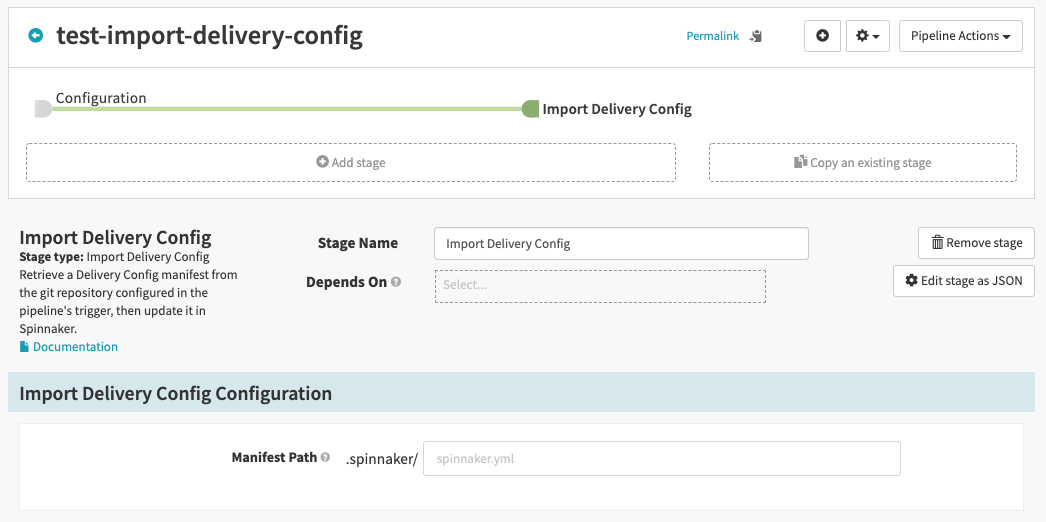 test-import-delivery-config
Permalink
Pipeline Actions
Configuration
Import Delivery Config
Add stage
Copy an existing stage
Import Delivery Config
Stage type: Import Delivery Config
Retrieve a Delivery Config manifest from
the git repository configured in the
pipeline's trigger, then update it in
Spinnaker.
Documentation
Stage Name
Import Delivery Config
Depends On
Select...
Remove stage
Edit stage as JSON
Import Delivery Config Configuration
Manifest Path .spinnaker/ spinnaker.yml